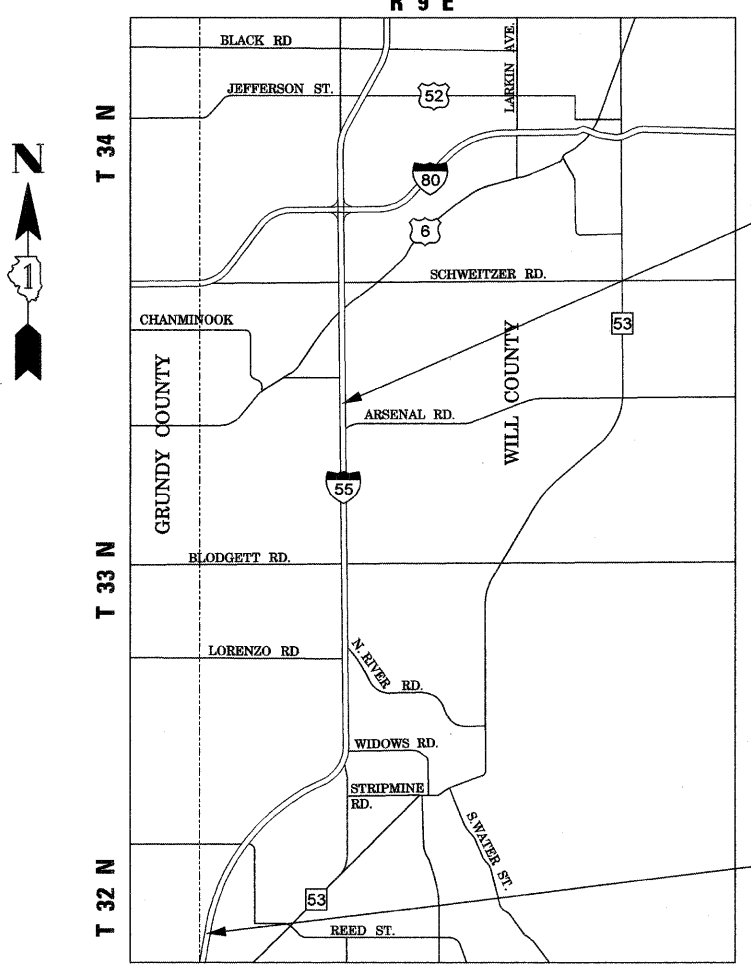 R 9 E
BLACK RD
LARKIN AVE.
JEFFERSON ST.
52
T 34 N
N
80
6
1
SCHWEITZER RD.
CHANMINOOK
53
GRUNDY COUNTY
WILL COUNTY
ARSENAL RD.
55
T 33 N
BLODGETT RD.
LORENZO RD
N. RIVER RD.
WIDOWS RD.
STRIPMINE
RD.
S.WATER ST.
T 32 N
53
REED ST.